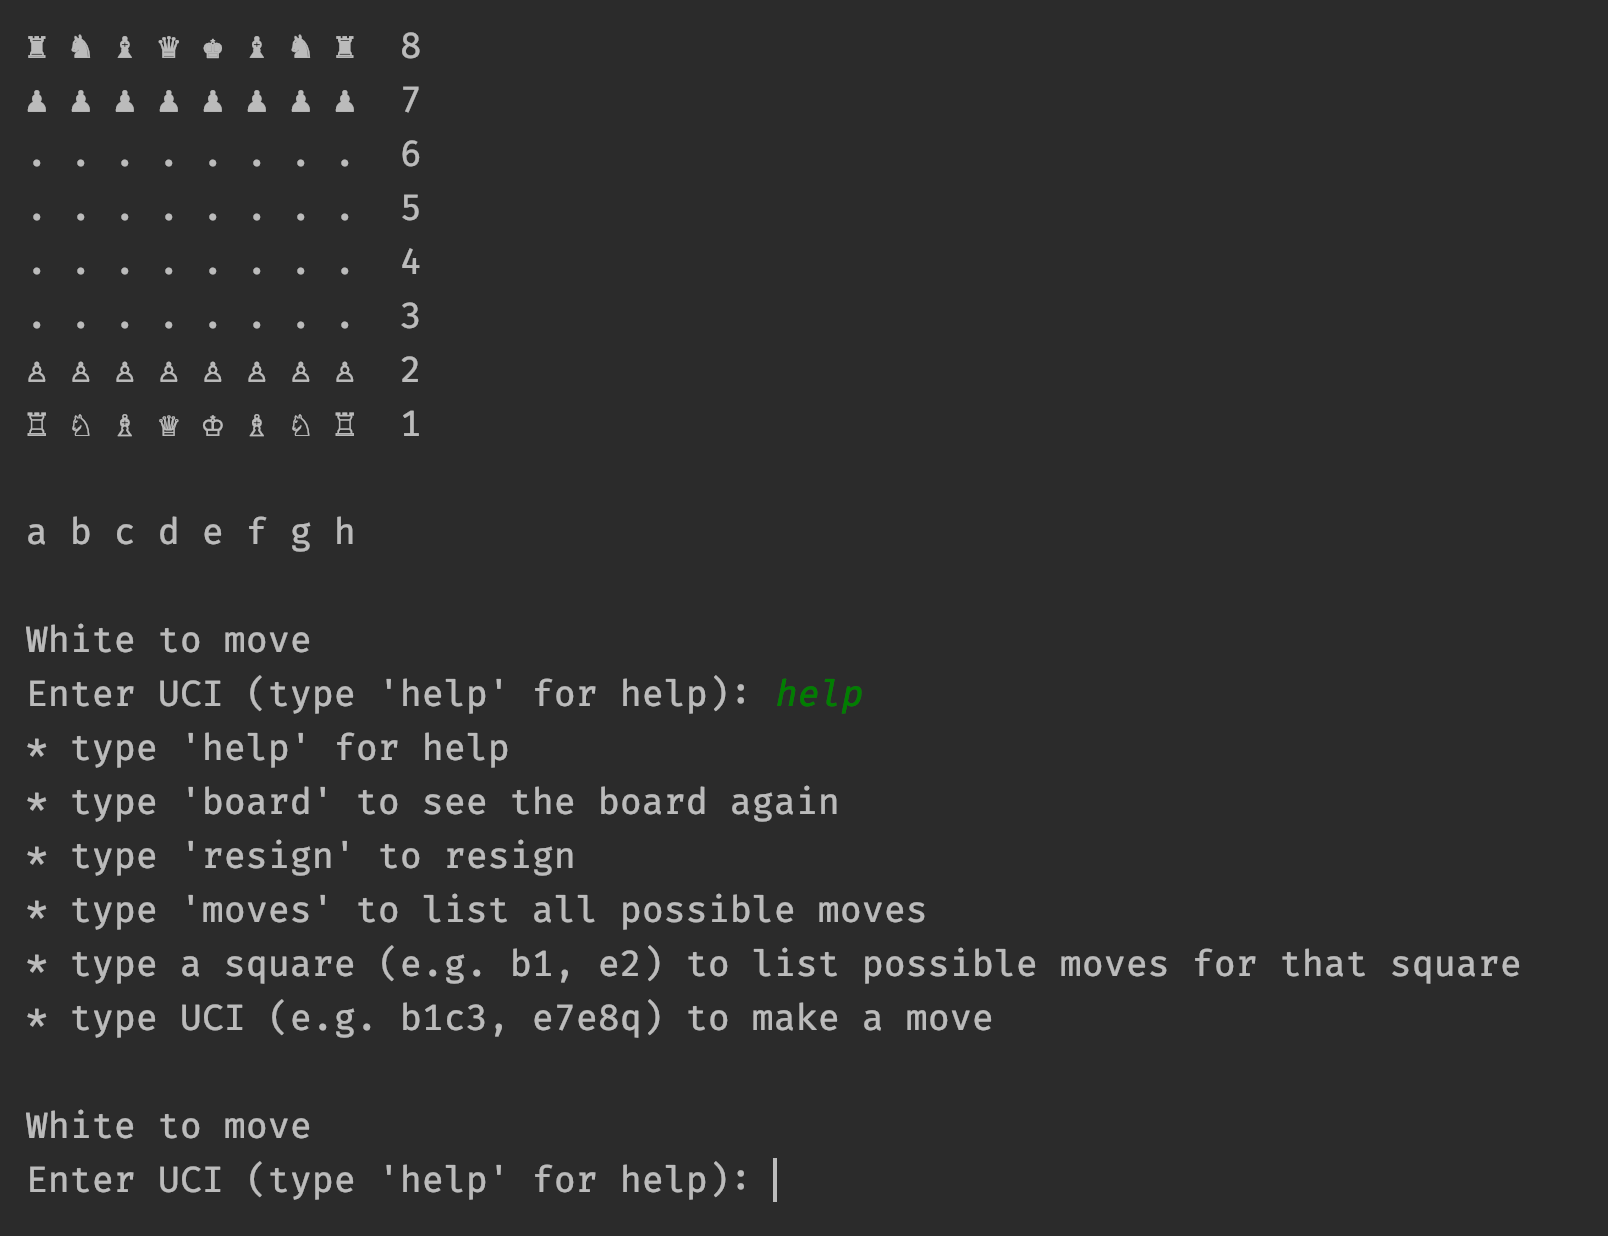 ♜ ♞ ♝ ♛ ♚ ♝ ♞ ♜  8
♟ ♟ ♟ ♟ ♟ ♟ ♟ ♟  7
. . . . . . . .  6
. . . . . . . .  5
. . . . . . . .  4
. . . . . . . .  3
♙ ♙ ♙ ♙ ♙ ♙ ♙ ♙  2
♖ ♘ ♗ ♕ ♔ ♗ ♘ ♖  1
a b c d e f g h
White to move
Enter UCI (type 'help' for help): help
* type 'help' for help
* type 'board' to see the board again
* type 'resign' to resign
* type 'moves' to list all possible moves
* type a square (e.g. b1, e2) to list possible moves for that square
* type UCI (e.g. b1c3, e7e8q) to make a move
White to move
Enter UCI (type 'help' for help):